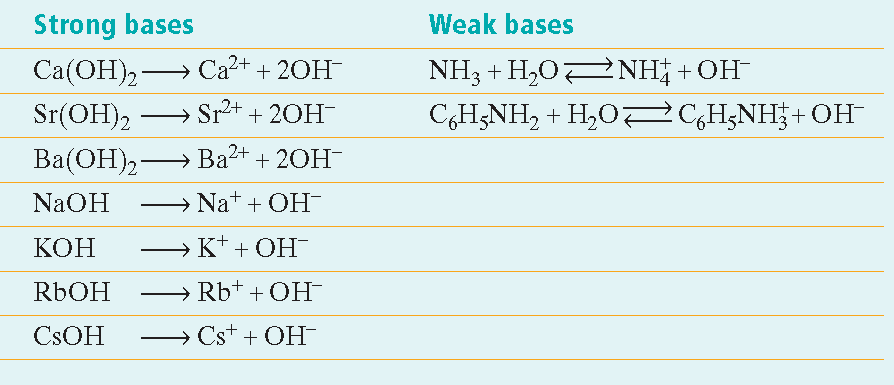 Strong bases Weak bases
Ca(OH)₂ ⟶ Ca²⁺ + 2OH⁻ NH₃ + H₂O ⇄ NH₄⁺ + OH⁻
Sr(OH)₂ ⟶ Sr²⁺ + 2OH⁻ C₆H₅NH₂ + H₂O ⇄ C₆H₅NH₃⁺ + OH⁻
Ba(OH)₂ ⟶ Ba²⁺ + 2OH⁻
NaOH ⟶ Na⁺ + OH⁻
KOH ⟶ K⁺ + OH⁻
RbOH ⟶ Rb⁺ + OH⁻
CsOH ⟶ Cs⁺ + OH⁻